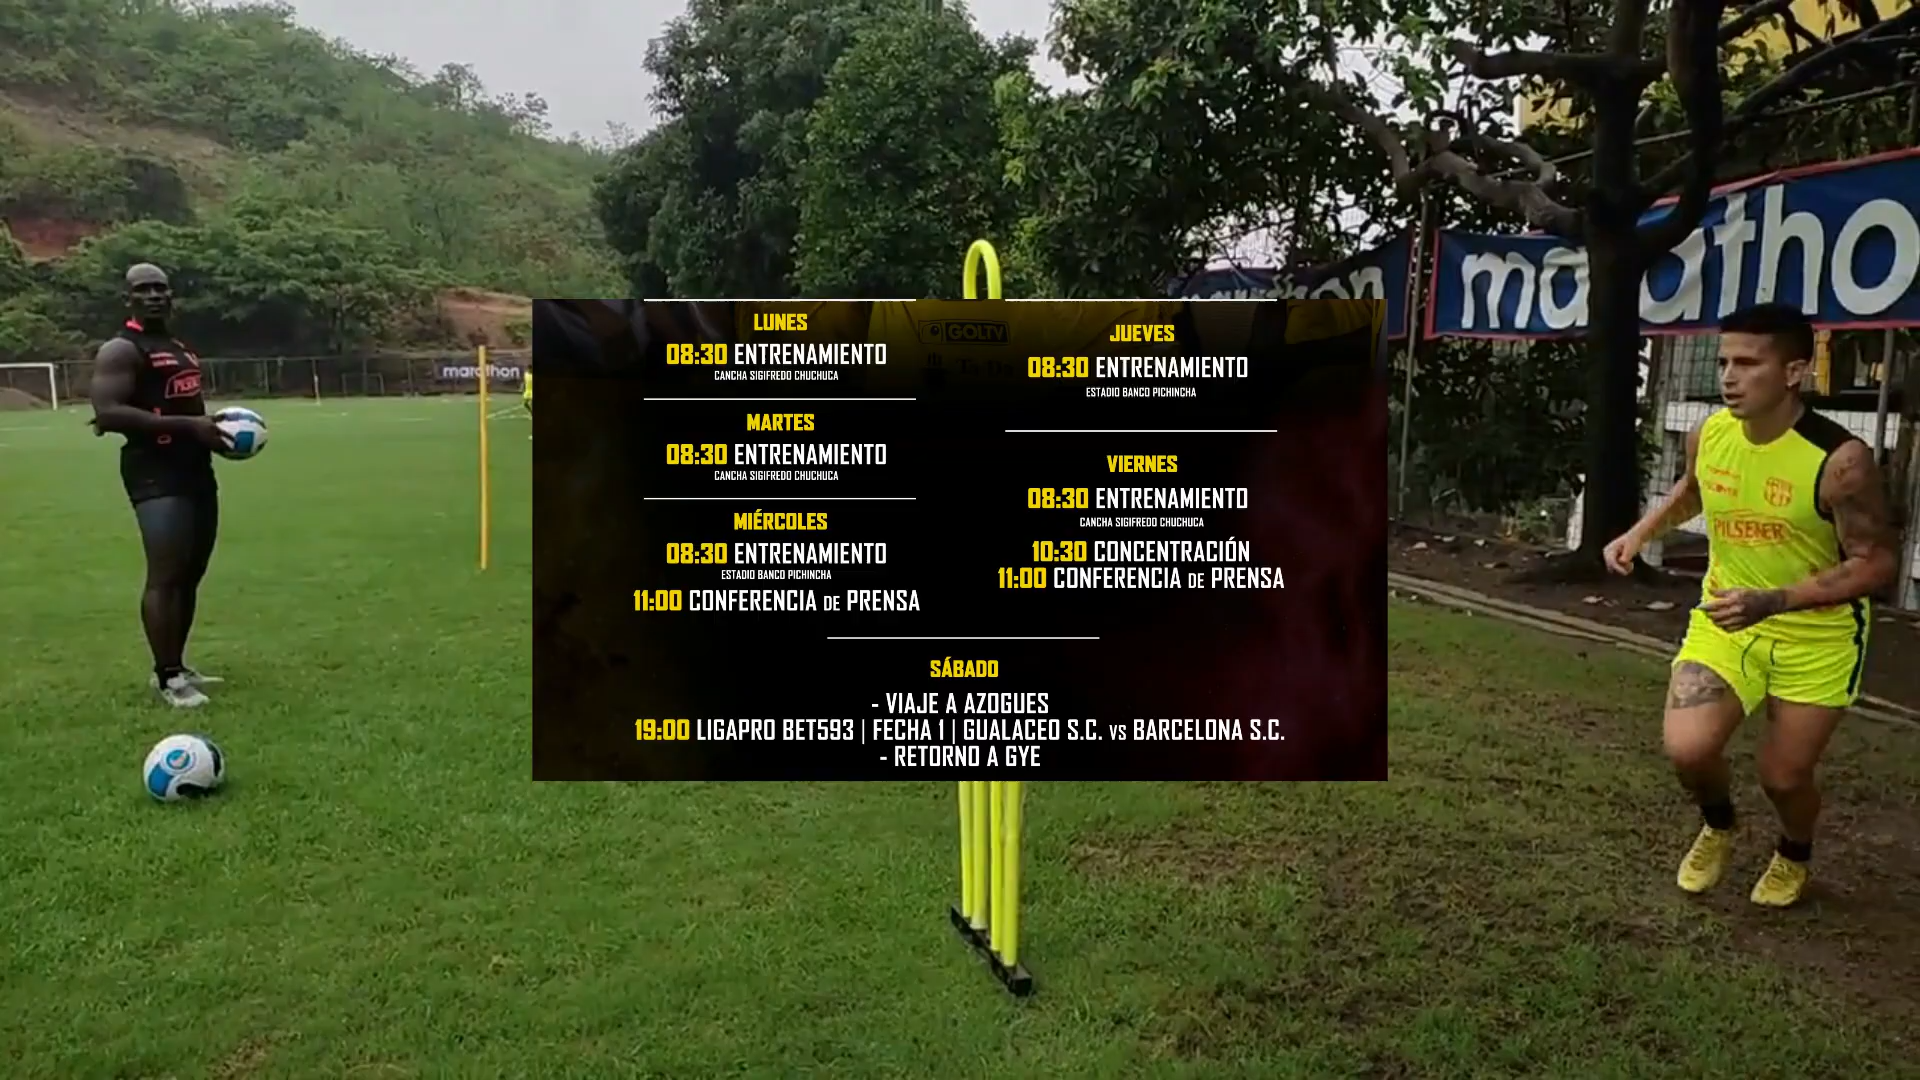 LUNES
08:30 ENTRENAMIENTO
CANCHA SIGIFREDO CHUCHUCA
MARTES
08:30 ENTRENAMIENTO
CANCHA SIGIFREDO CHUCHUCA
MIÉRCOLES
08:30 ENTRENAMIENTO
ESTADIO BANCO PICHINCHA
11:00 CONFERENCIA DE PRENSA
JUEVES
08:30 ENTRENAMIENTO
ESTADIO BANCO PICHINCHA
VIERNES
08:30 ENTRENAMIENTO
CANCHA SIGIFREDO CHUCHUCA
10:30 CONCENTRACIÓN
11:00 CONFERENCIA DE PRENSA
SÁBADO
- VIAJE A AZOGUES
19:00 LIGAPRO BET593 | FECHA 1 | GUALACEO S.C. VS BARCELONA S.C.
- RETORNO A GYE
GOLTV
marathon
PILSENER
PILSENER